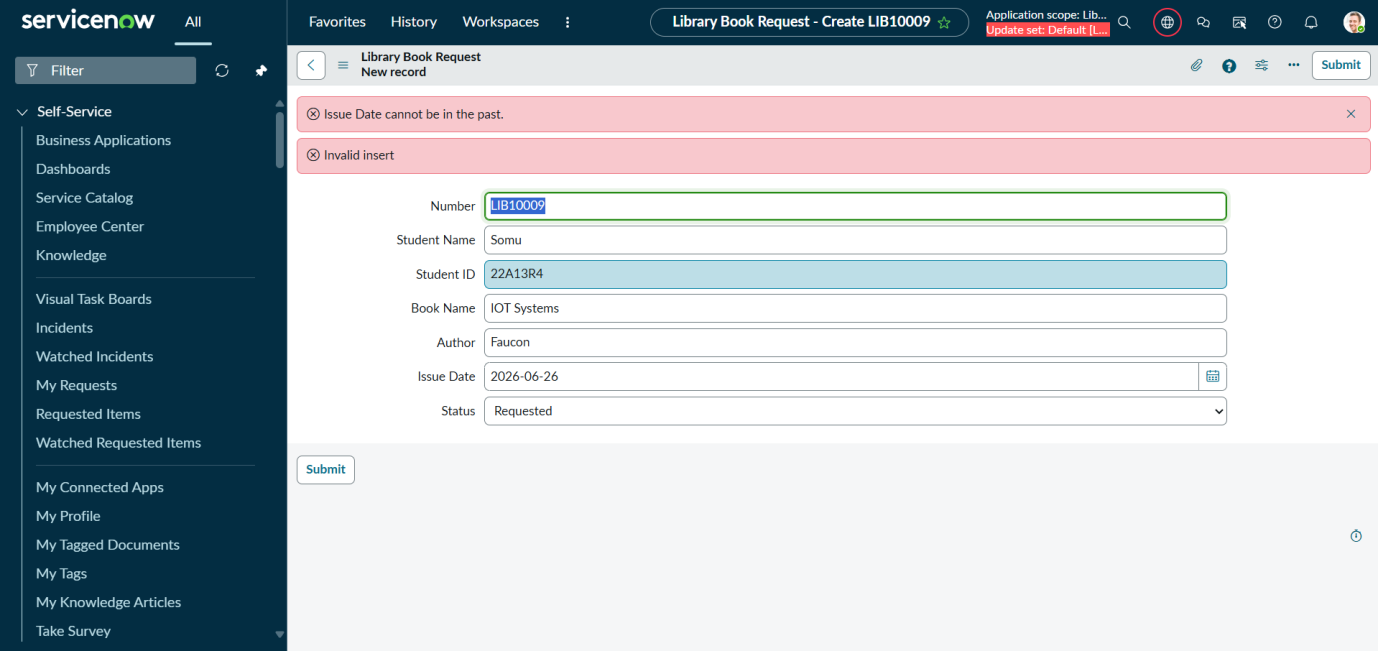 servicenow
All
Favorites
History
Workspaces
Library Book Request - Create LIB10009
Application scope: Lib...
Update set: Default [L...
Filter
Library Book Request
New record
Submit
Self-Service
Business Applications
Dashboards
Service Catalog
Employee Center
Knowledge
Visual Task Boards
Incidents
Watched Incidents
My Requests
Requested Items
Watched Requested Items
My Connected Apps
My Profile
My Tagged Documents
My Tags
My Knowledge Articles
Take Survey
Issue Date cannot be in the past.
Invalid insert
Number LIB10009
Student Name Somu
Student ID 22A13R4
Book Name IOT Systems
Author Faucon
Issue Date 2026-06-26
Status Requested
Submit